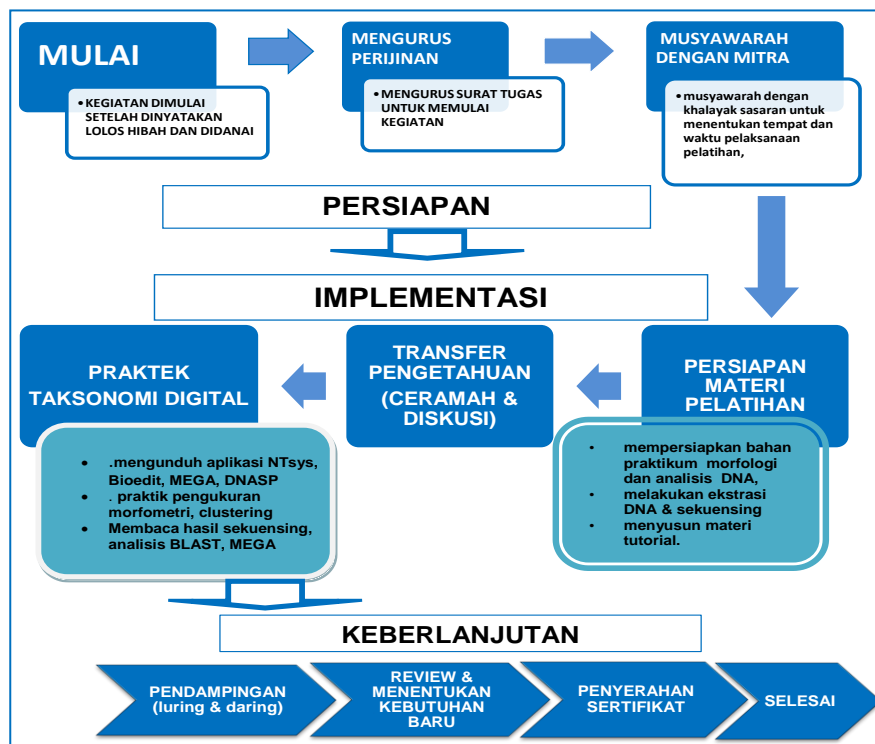 MULAI
• KEGIATAN DIMULAI
SETELAH DINYATAKAN
LOLOS HIBAH DAN DIDANAI
MENGURUS
PERIJINAN
• MENGURUS SURAT TUGAS
UNTUK MEMULAI
KEGIATAN
MUSYAWARAH
DENGAN MITRA
• musyawarah dengan
khalayak sasaran untuk
menentukan tempat dan
waktu pelaksanaan
pelatihan,
PERSIAPAN
IMPLEMENTASI
PERSIAPAN
MATERI
PELATIHAN
• mempersiapkan bahan
praktikum morfologi
dan analisis DNA,
• melakukan ekstrasi
DNA & sekuensing
• menyusun materi
tutorial.
TRANSFER
PENGETAHUAN
(CERAMAH &
DISKUSI)
PRAKTEK
TAKSONOMI DIGITAL
• .mengunduh aplikasi NTsys,
Bioedit, MEGA, DNASP
• . praktik pengukuran
morfometri, clustering
• Membaca hasil sekuensing,
analisis BLAST, MEGA
KEBERLANJUTAN
PENDAMPINGAN
(luring & daring)
REVIEW &
MENENTUKAN
KEBUTUHAN
BARU
PENYERAHAN
SERTIFIKAT
SELESAI